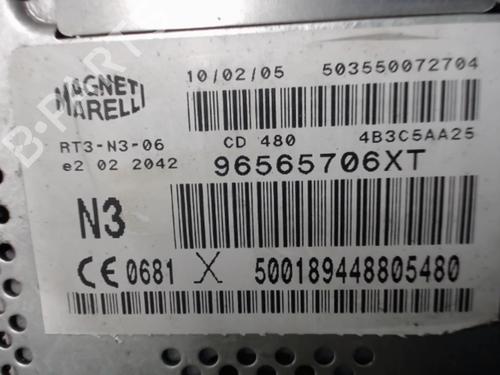 MAGNETI MARELLI
10/02/05 503550072704
RT3-N3-06 CD 480 4B3C5AA25
e2 02 2042 96565706XT
N3
CE 0681 X 500189448805480
B-PARTS